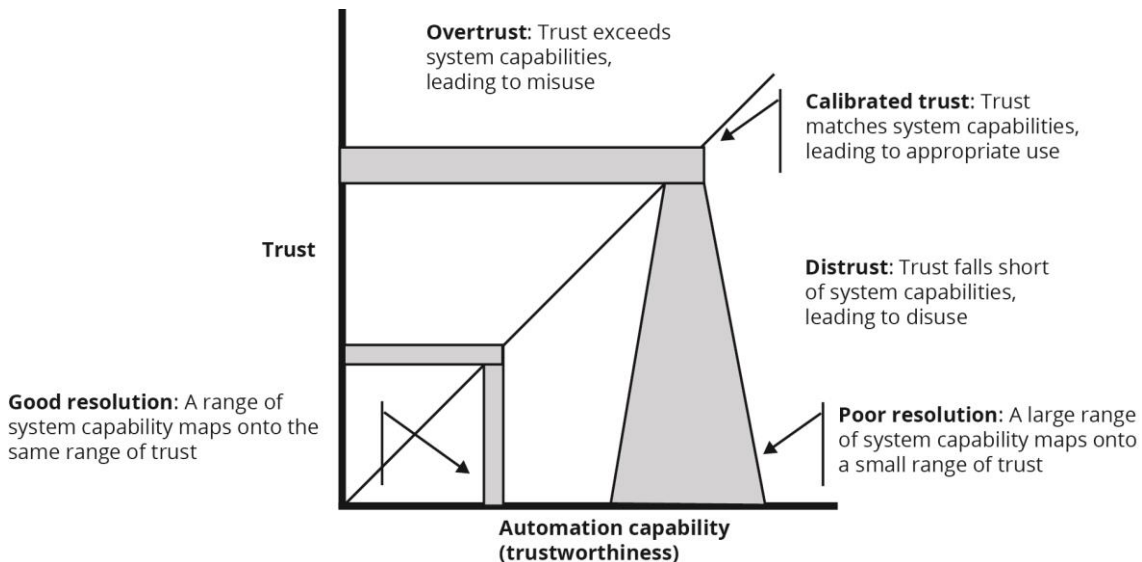 Overtrust: Trust exceeds
system capabilities,
leading to misuse
Calibrated trust: Trust
matches system capabilities,
leading to appropriate use
Trust
Distrust: Trust falls short
of system capabilities,
leading to disuse
Good resolution: A range of
system capability maps onto the
same range of trust
Poor resolution: A large range
of system capability maps onto
a small range of trust
Automation capability
(trustworthiness)